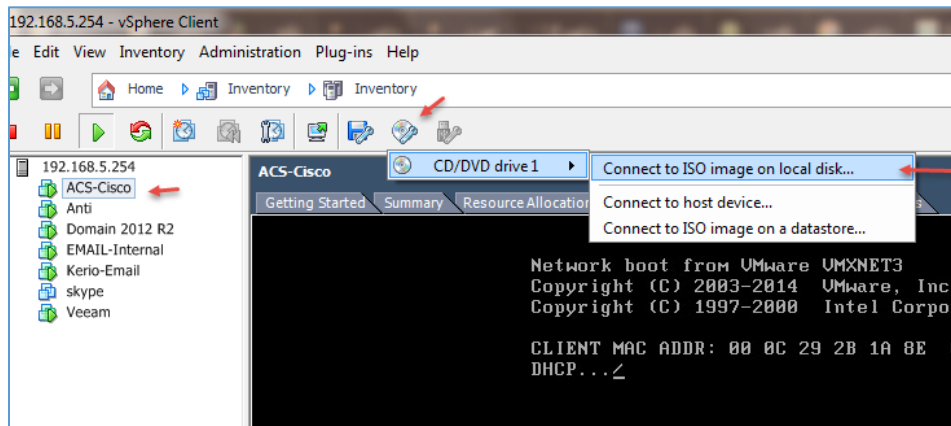 192.168.5.254 - vSphere Client
e Edit View Inventory Administration Plug-ins Help
Home Inventory Inventory
192.168.5.254
ACS-Cisco
Anti
Domain 2012 R2
EMAIL-Internal
Kerio-Email
skype
Veeam
ACS-Cisco
CD/DVD drive 1
Connect to ISO image on local disk...
Connect to host device...
Connect to ISO image on a datastore...
Getting Started Summary Resource Allocation s
Network boot from VMware VMXNET3
Copyright (C) 2003-2014 VMware, Inc
Copyright (C) 1997-2000 Intel Corpo
CLIENT MAC ADDR: 00 0C 29 2B 1A 8E
DHCP.../